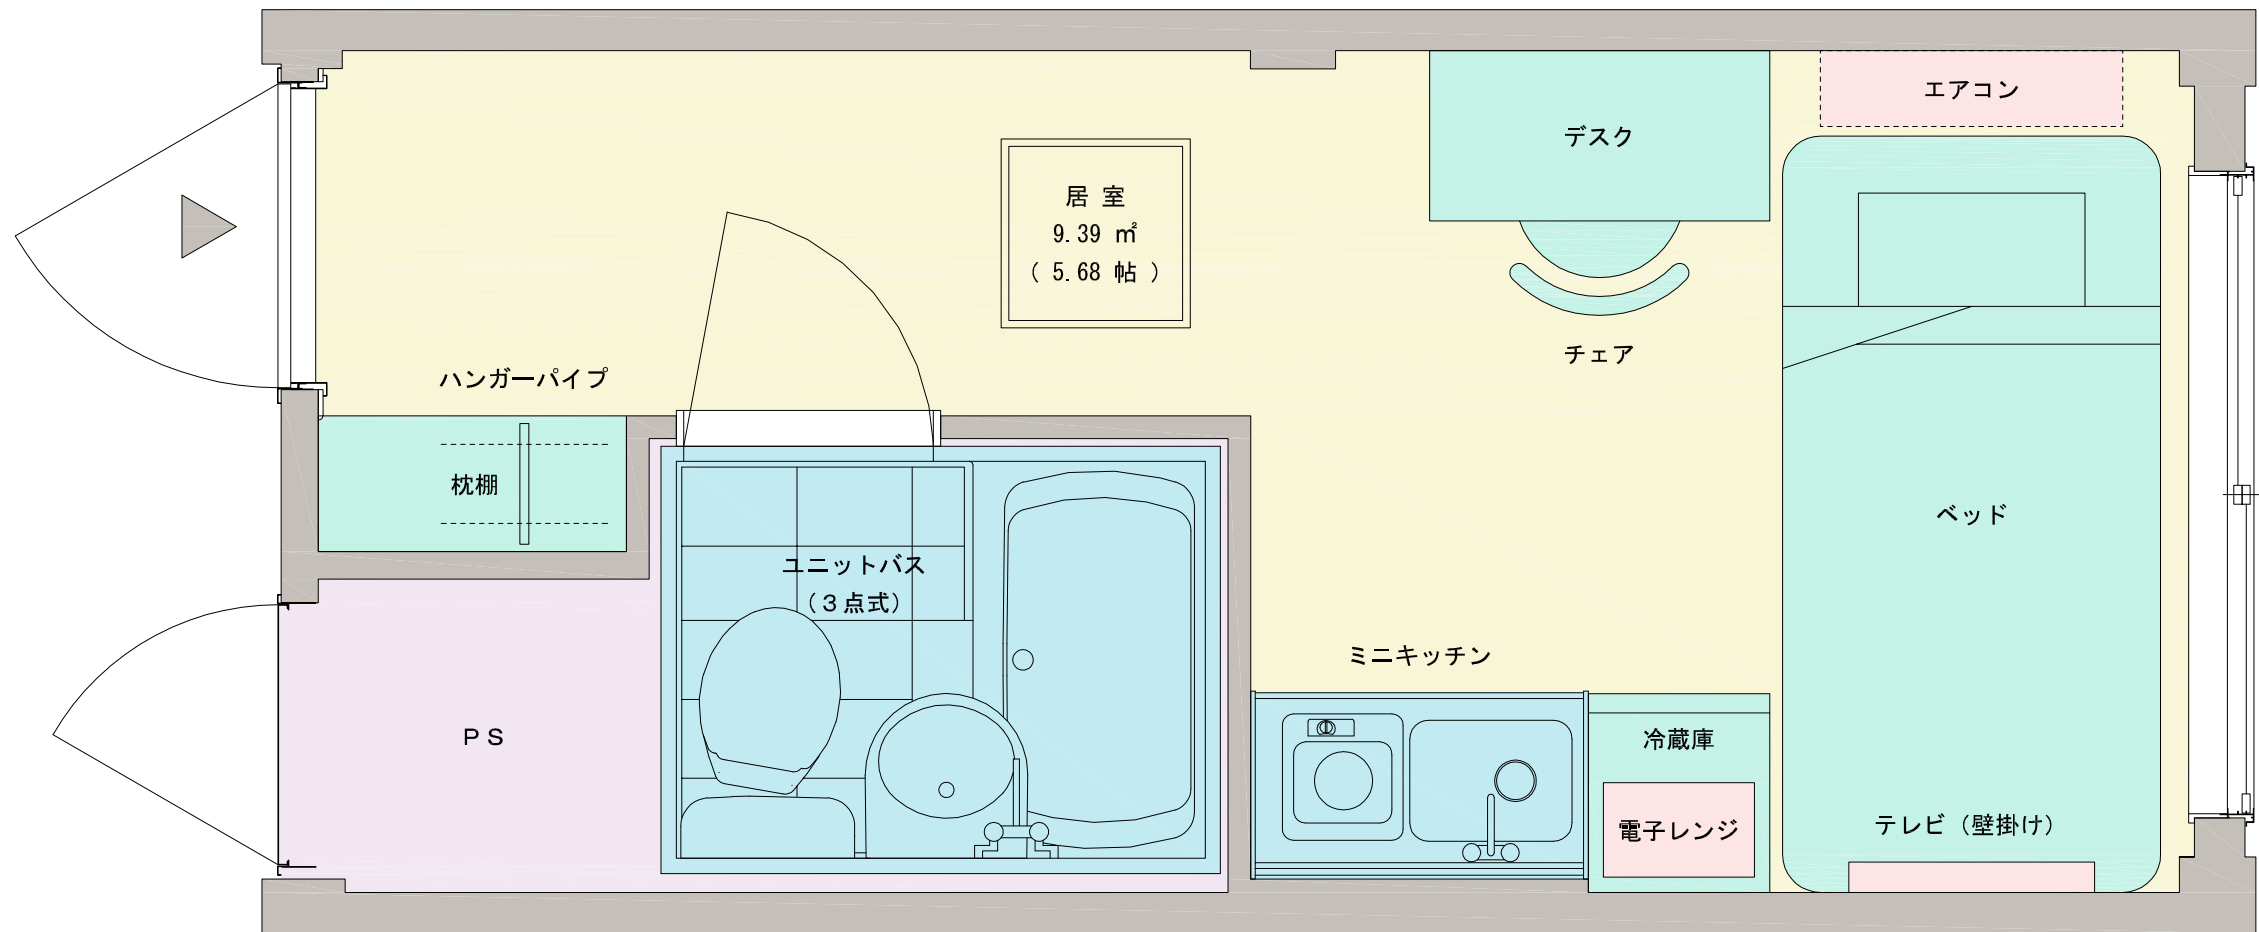 エアコン
デスク
居 室
9.39 ㎡
( 5.68 帖 )
チェア
ハンガーパイプ
枕棚
ベッド
ユニットバス
(３点式)
ミニキッチン
ＰＳ
冷蔵庫
電子レンジ
テレビ（壁掛け）